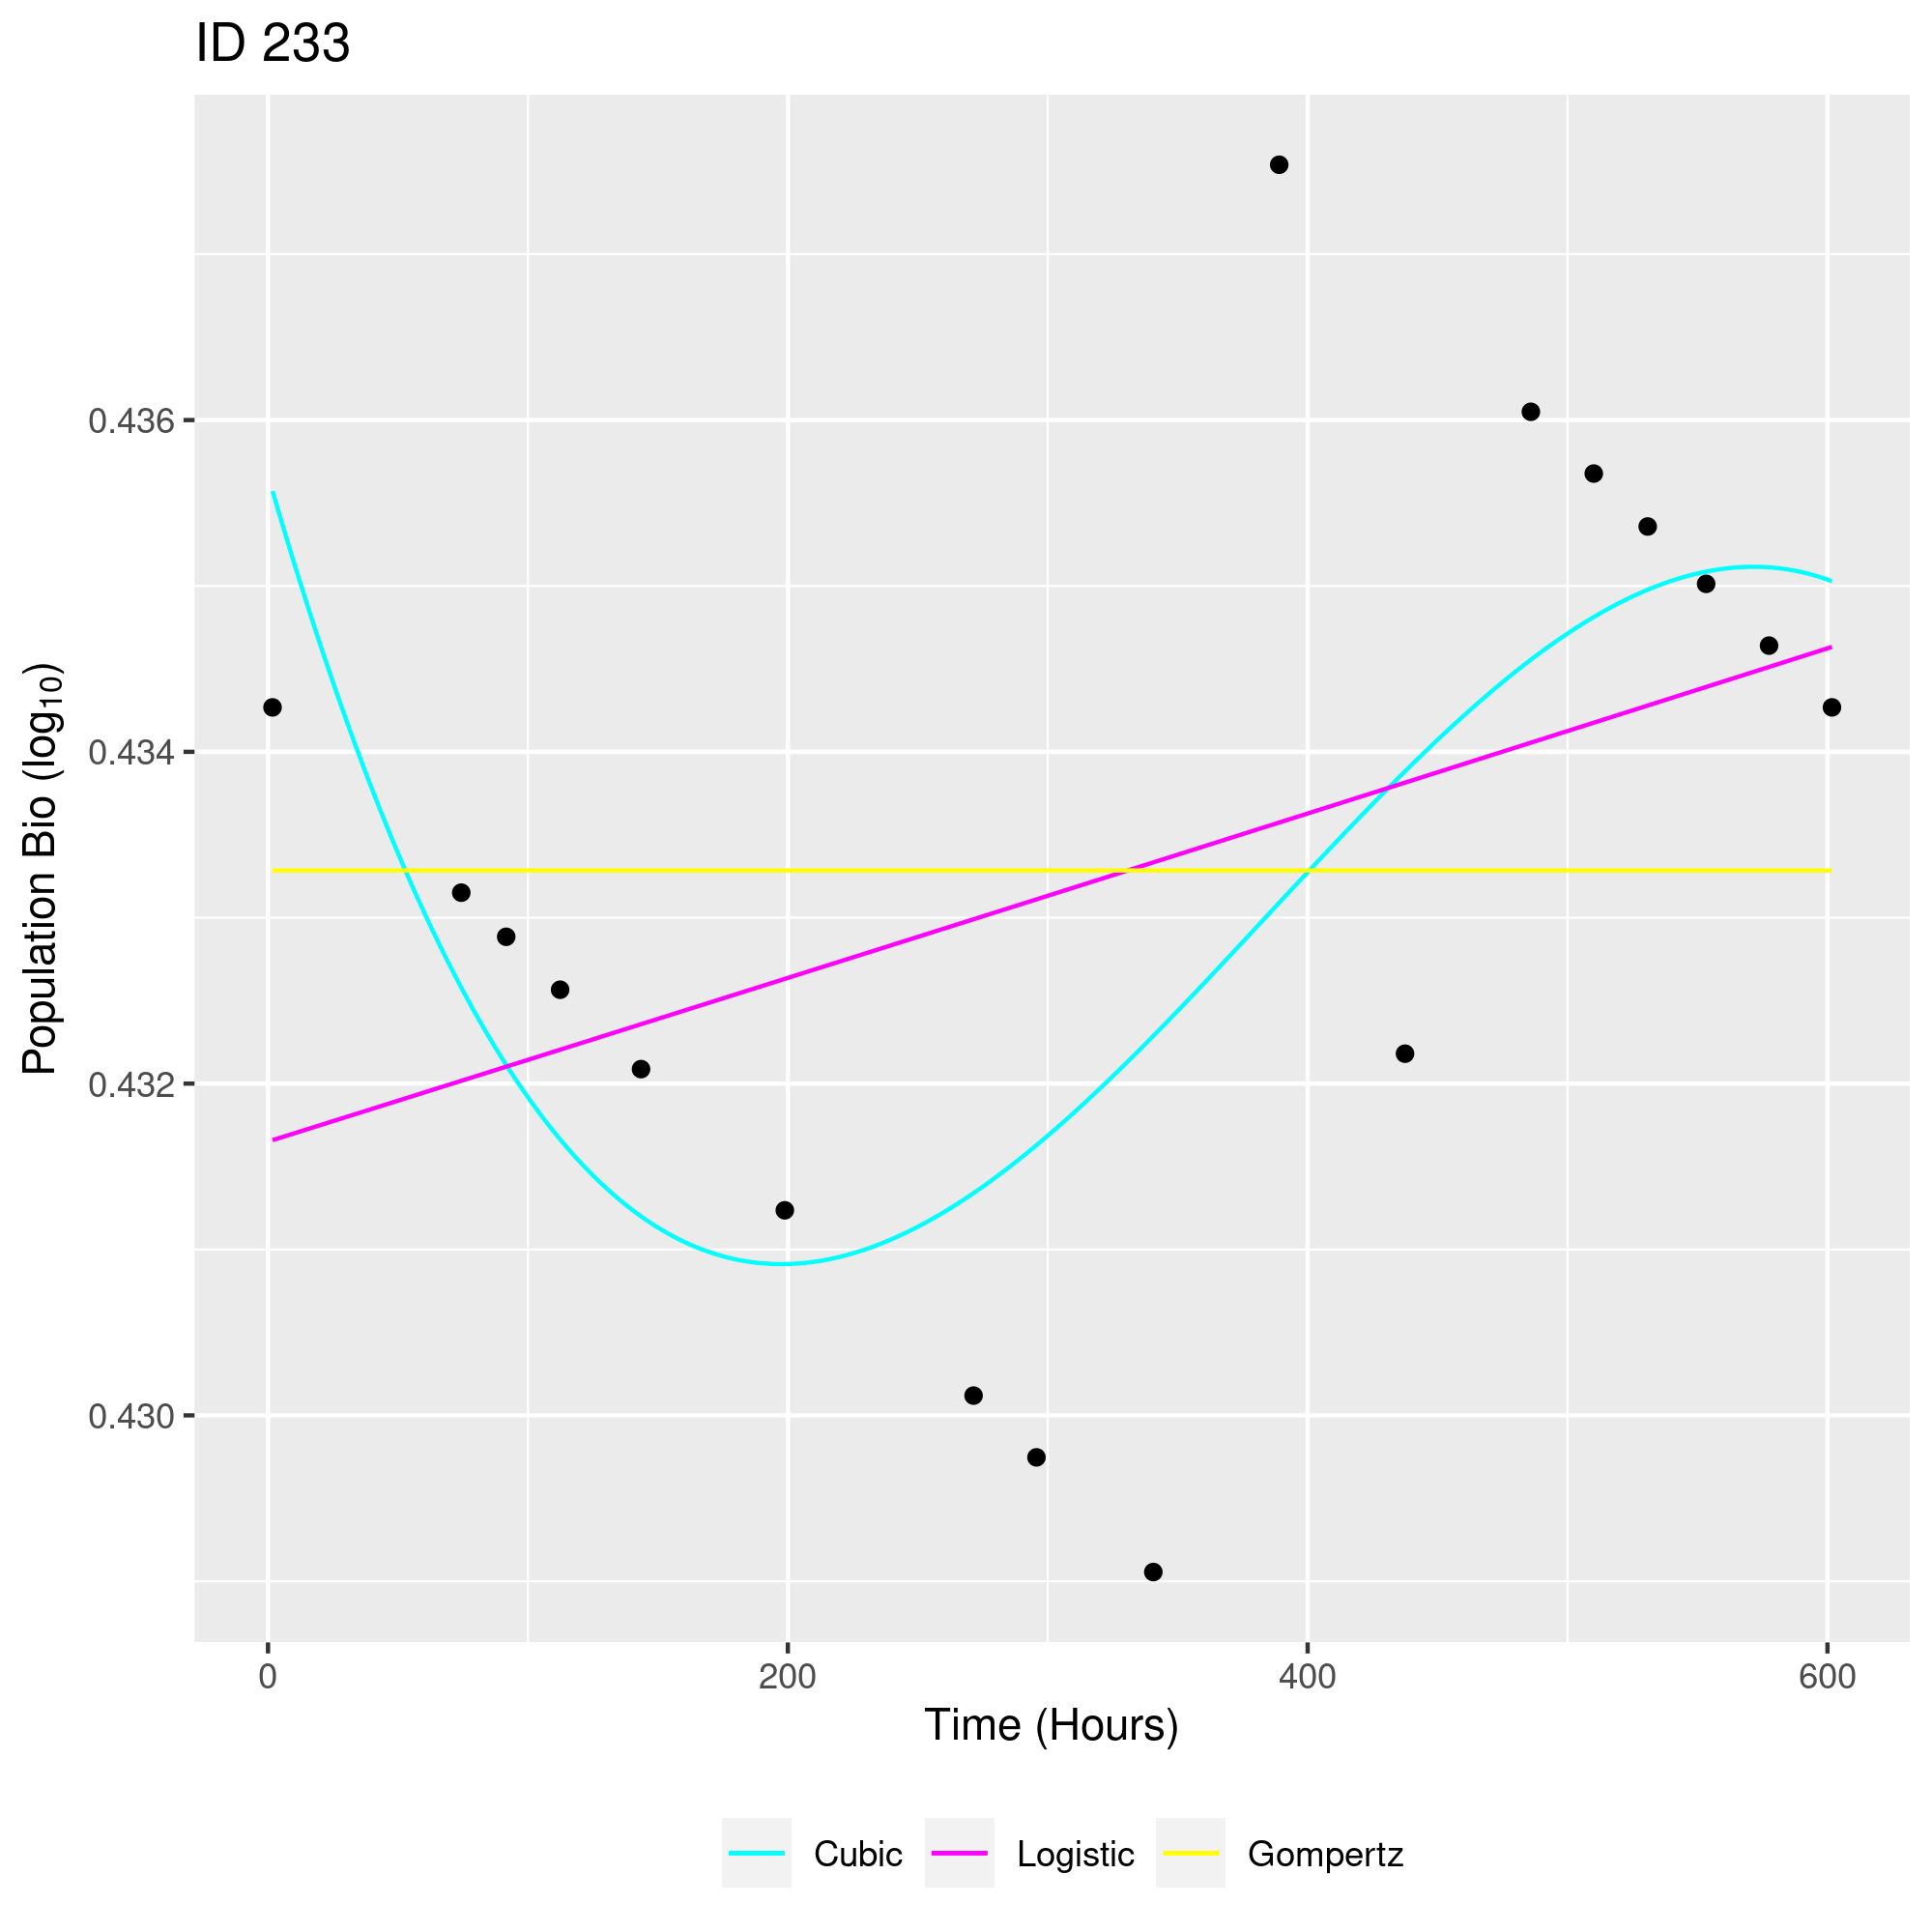 ID 233
Population Bio (log₁₀)
0.436
0.434
0.432
0.430
0 200 400 600
Time (Hours)
Cubic Logistic Gompertz